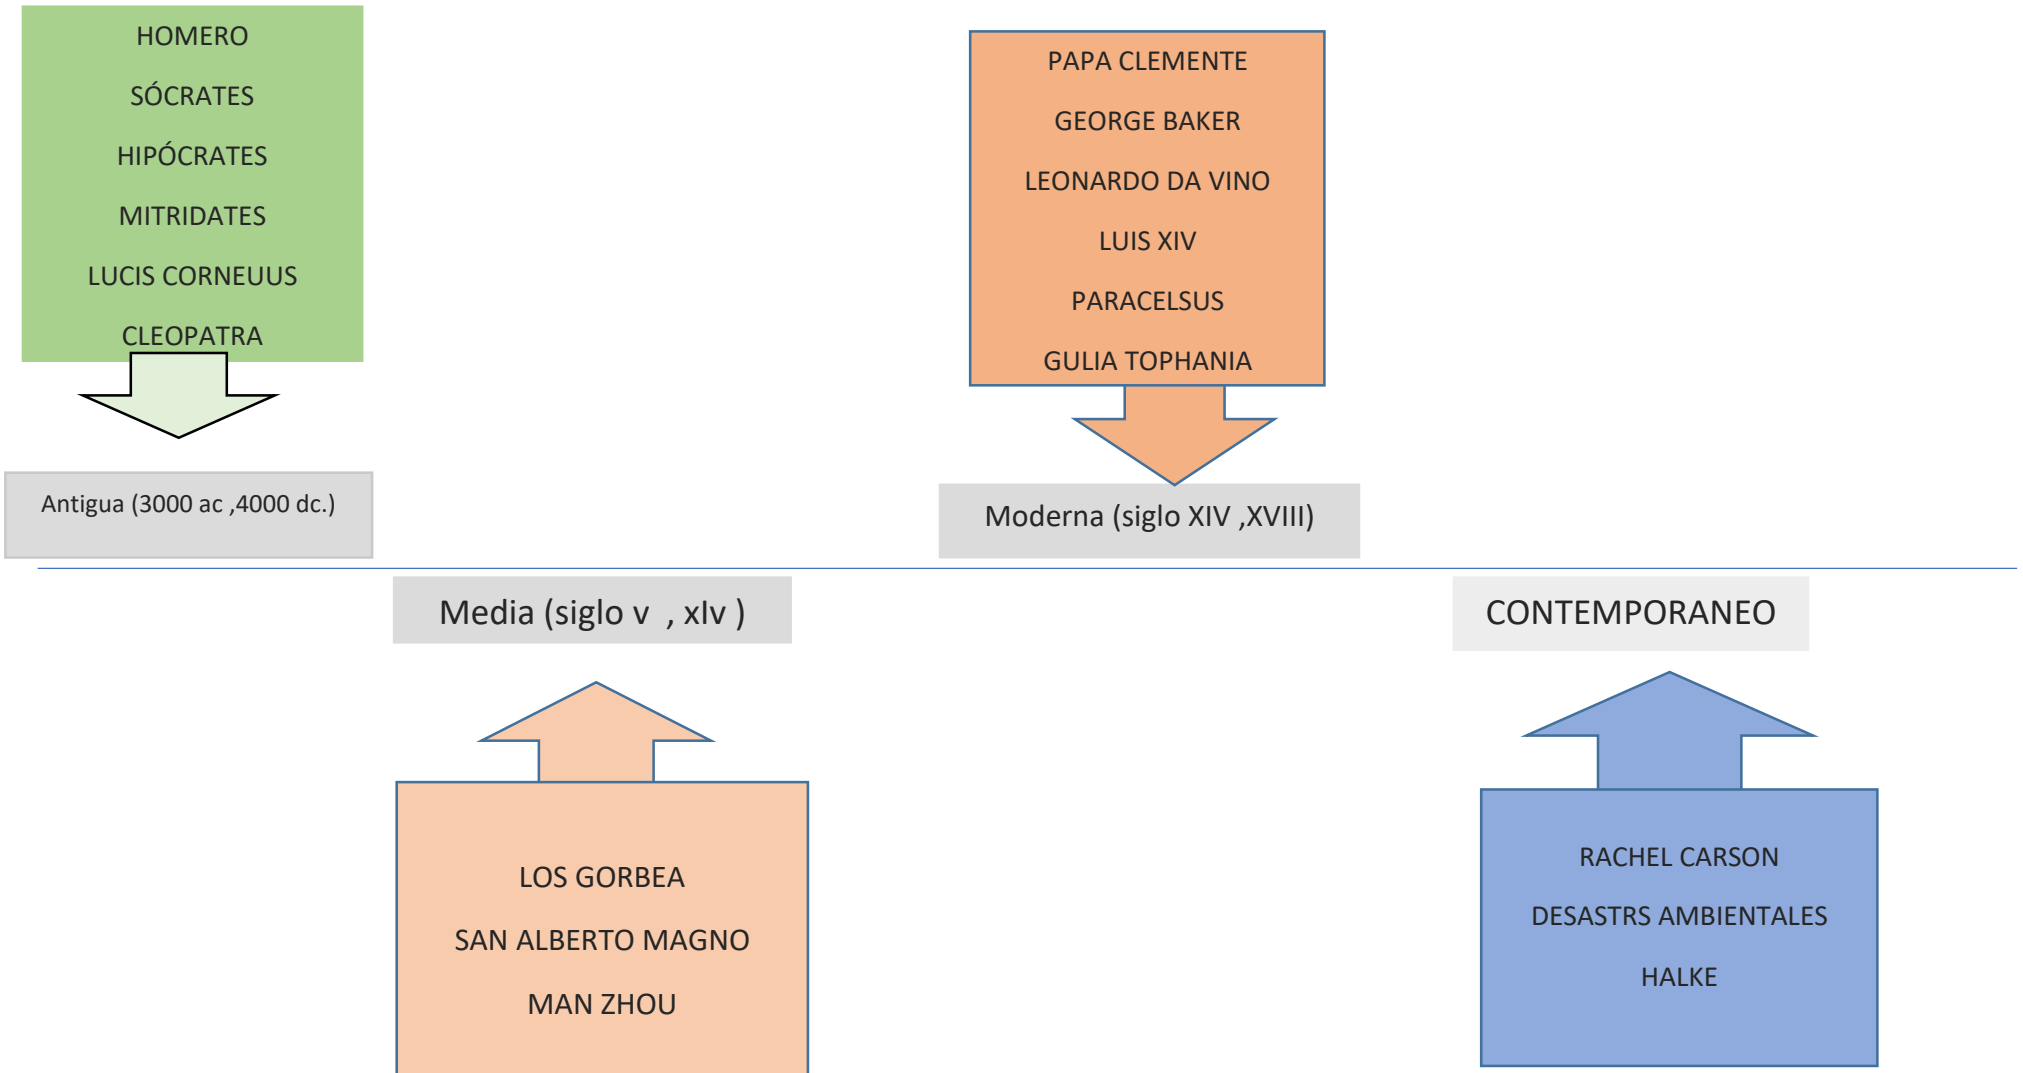 HOMERO
SÓCRATES
HIPÓCRATES
MITRIDATES
LUCIS CORNEUUS
CLEOPATRA
Antigua (3000 ac ,4000 dc.)
PAPA CLEMENTE
GEORGE BAKER
LEONARDO DA VINO
LUIS XIV
PARACELSUS
GULIA TOPHANIA
Moderna (siglo XIV ,XVIII)
Media (siglo v , xIv )
LOS GORBEA
SAN ALBERTO MAGNO
MAN ZHOU
CONTEMPORANEO
RACHEL CARSON
DESASTRS AMBIENTALES
HALKE